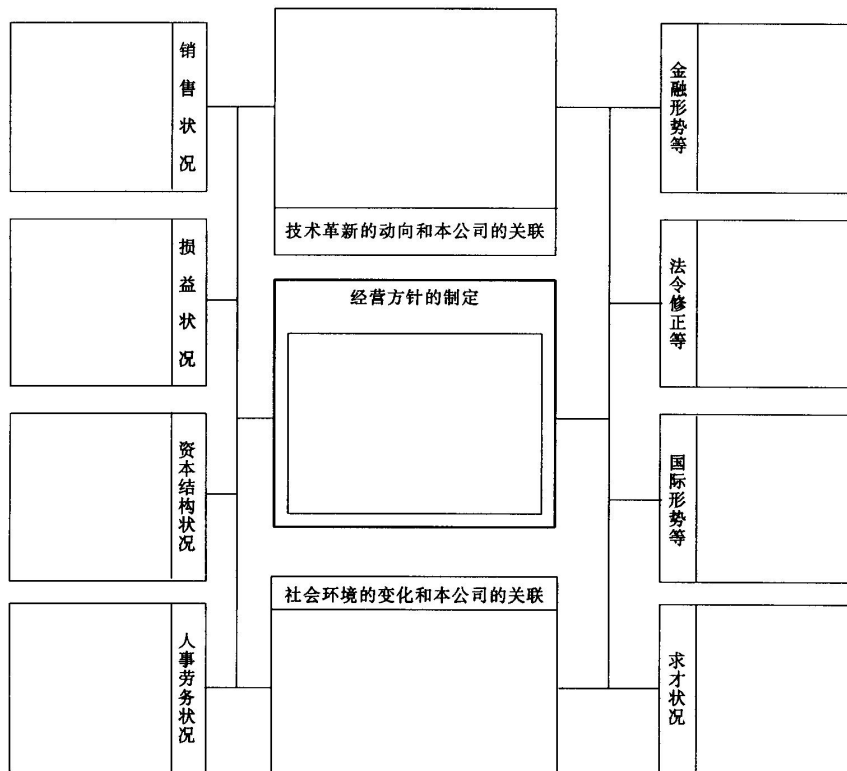 销售状况
金融形势等
技术革新的动向和本公司的关联
损益状况
经营方针的制定
法令修正等
资本结构状况
国际形势等
社会环境的变化和本公司的关联
人事劳务状况
求才状况